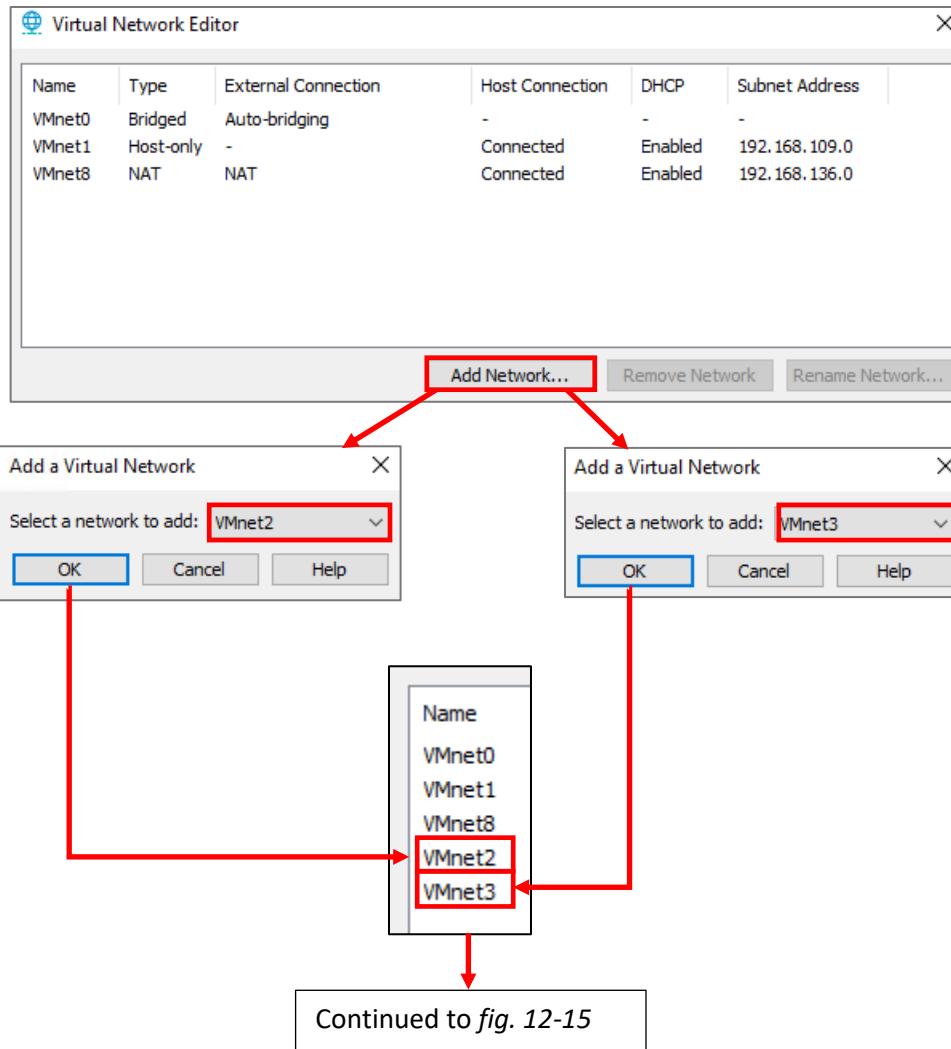 Virtual Network Editor
Name Type External Connection Host Connection DHCP Subnet Address
VMnet0 Bridged Auto-bridging - - -
VMnet1 Host-only - Connected Enabled 192.168.109.0
VMnet8 NAT NAT Connected Enabled 192.168.136.0
Add Network... Remove Network Rename Network...
Add a Virtual Network
Select a network to add: VMnet2
OK Cancel Help
Add a Virtual Network
Select a network to add: VMnet3
OK Cancel Help
Name
VMnet0
VMnet1
VMnet8
VMnet2
VMnet3
Continued to fig. 12-15